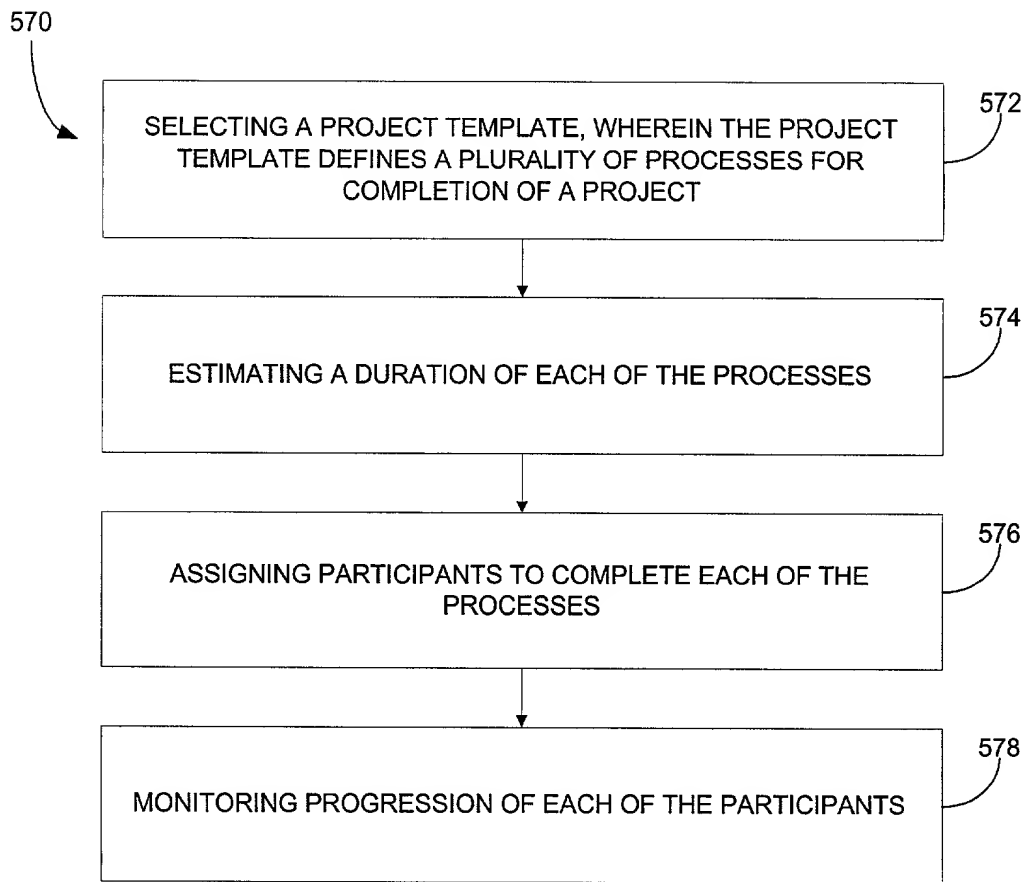 570
572
SELECTING A PROJECT TEMPLATE, WHEREIN THE PROJECT
TEMPLATE DEFINES A PLURALITY OF PROCESSES FOR
COMPLETION OF A PROJECT
574
ESTIMATING A DURATION OF EACH OF THE PROCESSES
576
ASSIGNING PARTICIPANTS TO COMPLETE EACH OF THE
PROCESSES
578
MONITORING PROGRESSION OF EACH OF THE PARTICIPANTS